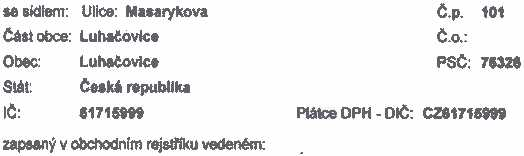 se sídlem: Ulice: Masarykova Č.p. 101
Část obce: Luhačovice Č.o.:
Obec: Luhačovice PSČ: 76326
Stát: Česká republika
IČ: 61715999 Plátce DPH - DIČ: CZ61715999
zapsaný v obchodním rejstříku vedeném: